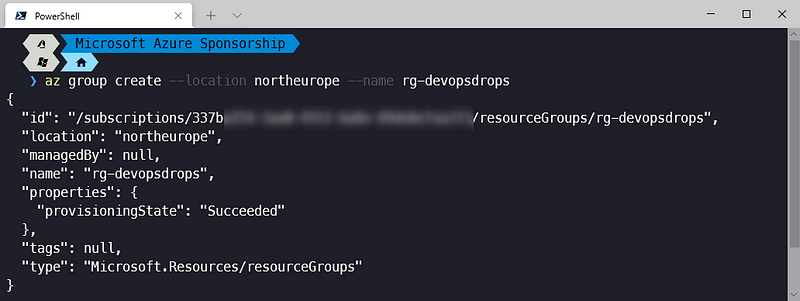 PowerShell
Microsoft Azure Sponsorship
❯ az group create --location northeurope --name rg-devopsdrops
{
  "id": "/subscriptions/337b /resourceGroups/rg-devopsdrops",
  "location": "northeurope",
  "managedBy": null,
  "name": "rg-devopsdrops",
  "properties": {
    "provisioningState": "Succeeded"
  },
  "tags": null,
  "type": "Microsoft.Resources/resourceGroups"
}